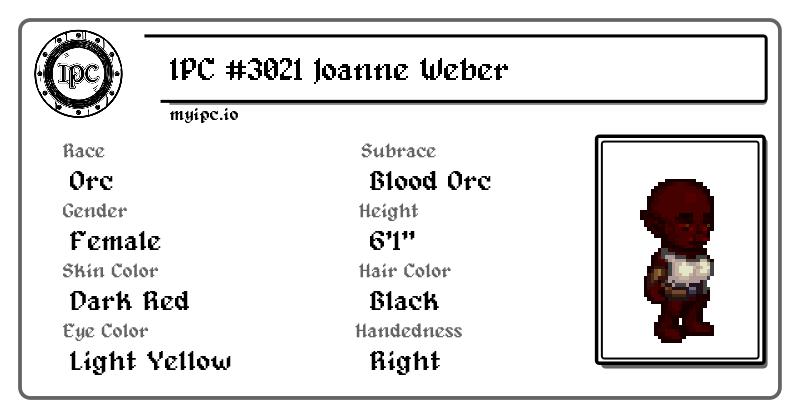 IPC
IPC #3021 Joanne Weber
myipc.io
Race
Subrace
Orc
Blood Orc
Gender
Height
Female
6'1"
Skin Color
Hair Color
Dark Red
Black
Eye Color
Handedness
Light Yellow
Right